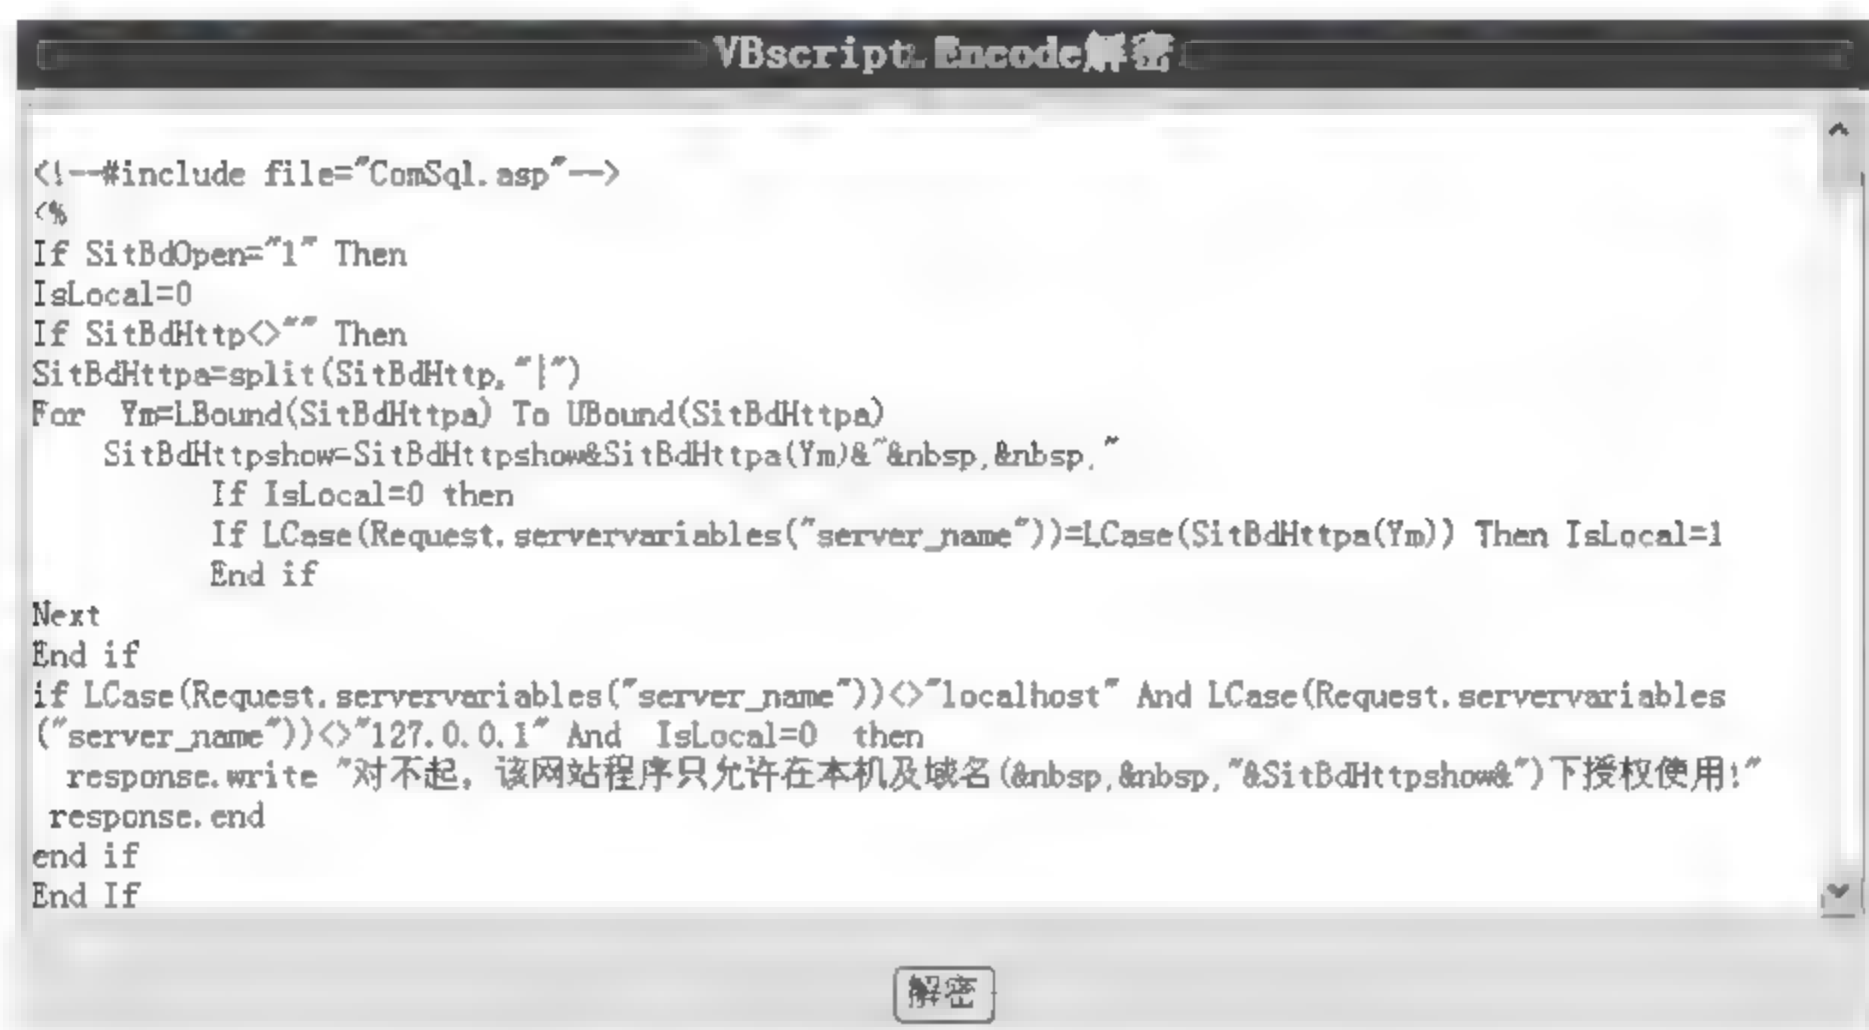 VBscript.Encode解密
<!--#include file="ComSql.asp"-->
<%
If SitBdOpen="1" Then
IsLocal=0
If SitBdHttp<>"" Then
SitBdHttpa=split(SitBdHttp,"|")
For  Ym=LBound(SitBdHttpa) To UBound(SitBdHttpa)
    SitBdHttpshow=SitBdHttpshow&SitBdHttpa(Ym)&"&nbsp,&nbsp,"
          If IsLocal=0 then
          If LCase(Request.servervariables("server_name"))=LCase(SitBdHttpa(Ym)) Then IsLocal=1
          End if
Next
End if
if LCase(Request.servervariables("server_name"))<>"localhost" And LCase(Request.servervariables
("server_name"))<>"127.0.0.1" And  IsLocal=0  then
  response.write "对不起，该网站程序只允许在本机及域名(&nbsp,&nbsp,"&SitBdHttpshow&")下授权使用!"
 response.end
end if
End If
解密